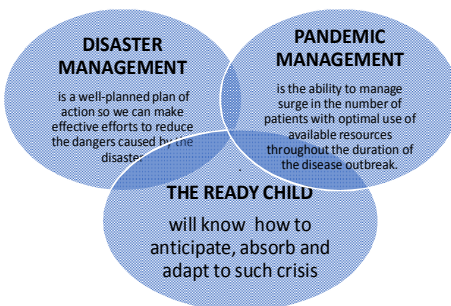 DISASTER
MANAGEMENT
is a well-planned plan of
action so we can make
effective efforts to reduce
the dangers caused by the
disaster
PANDEMIC
MANAGEMENT
is the ability to manage
surge in the number of
patients with optimal use of
available resources
throughout the duration of
the disease outbreak.
.
THE READY CHILD
will know how to
anticipate, absorb and
adapt to such crisis